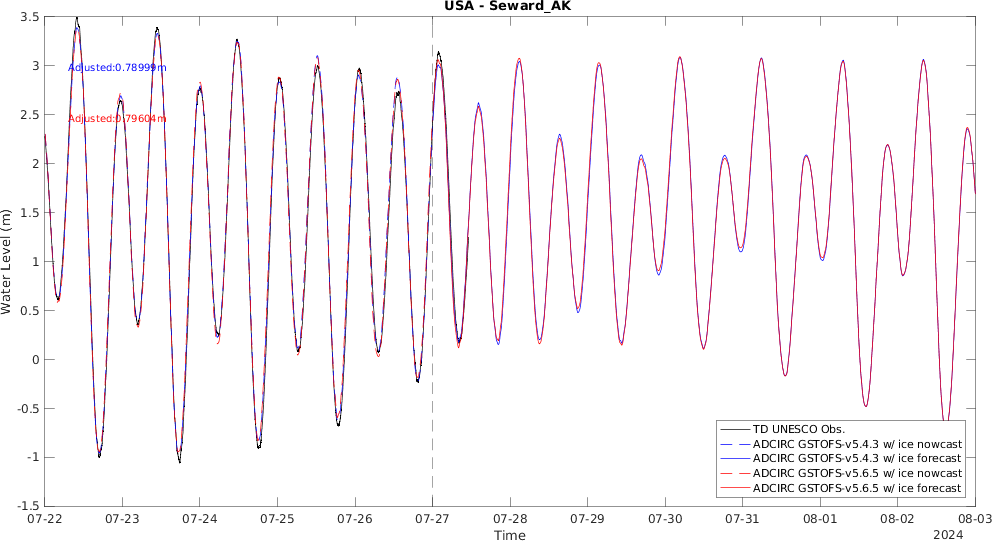 USA - Seward_AK
3.5
3
2.5
2
1.5
1
0.5
0
-0.5
-1
-1.5
Water Level (m)
Adjusted:0.78999m
Adjusted:0.79604m
TD UNESCO Obs.
ADCIRC GSTOFS-v5.4.3 w/ ice nowcast
ADCIRC GSTOFS-v5.4.3 w/ ice forecast
ADCIRC GSTOFS-v5.6.5 w/ ice nowcast
ADCIRC GSTOFS-v5.6.5 w/ ice forecast
07-22 07-23 07-24 07-25 07-26 07-27 07-28 07-29 07-30 07-31 08-01 08-02 08-03
Time
2024